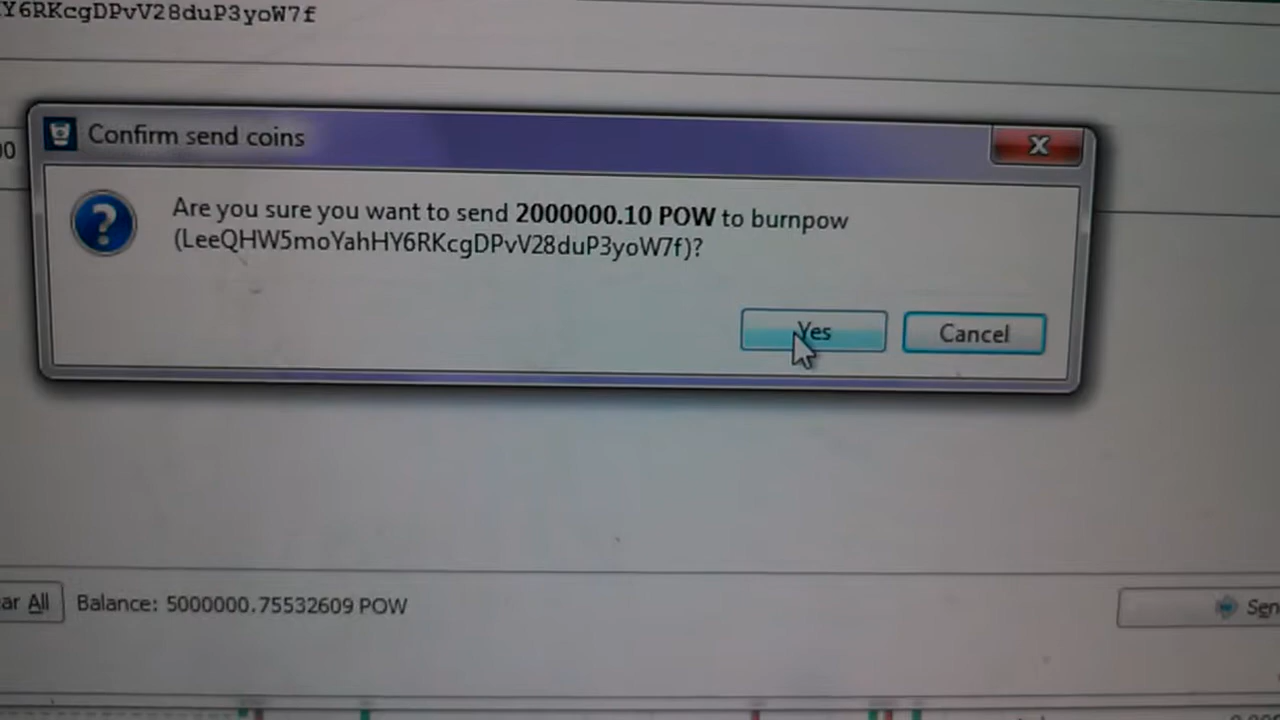 Y6RKcgDPvV28duP3yoW7f
Confirm send coins
Are you sure you want to send 2000000.10 POW to burnpow
(LeeQHW5moYahHY6RKcgDPvV28duP3yoW7f)?
Yes Cancel
All Balance: 5000000.75532609 POW